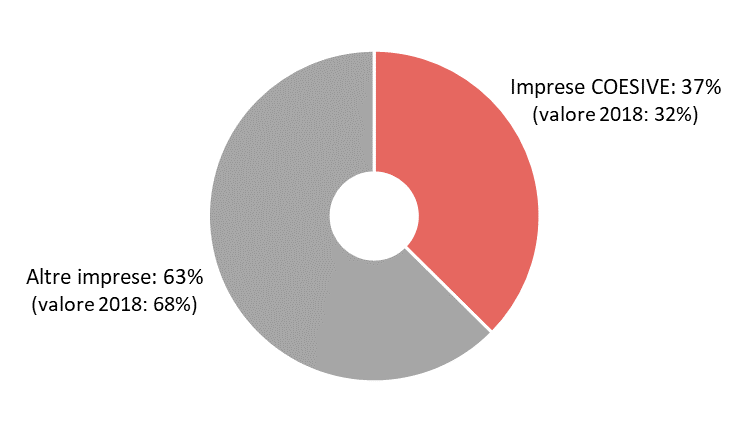 Imprese COESIVE: 37%
(valore 2018: 32%)
Altre imprese: 63%
(valore 2018: 68%)